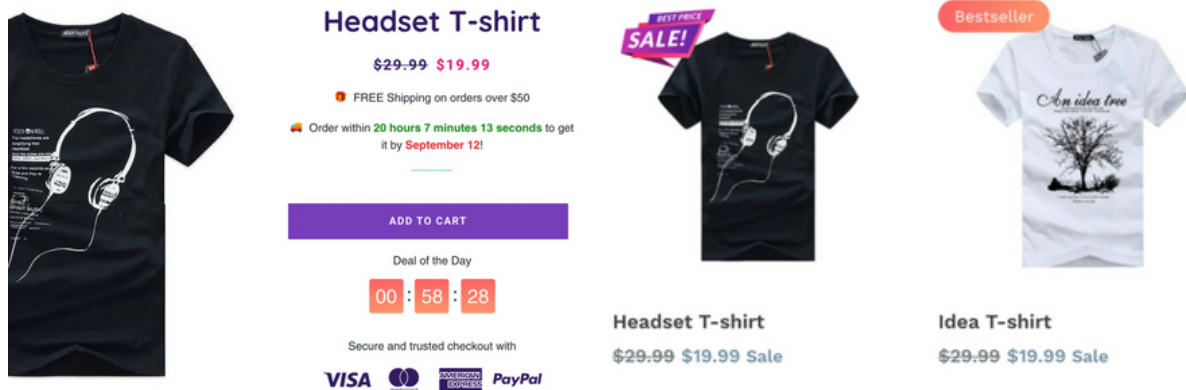 Headset T-shirt
$29.99 $19.99
FREE Shipping on orders over $50
Order within 20 hours 7 minutes 13 seconds to get
it by September 12!
ADD TO CART
Deal of the Day
00 : 58 : 28
Secure and trusted checkout with
VISA AMERICAN EXPRESS PayPal
BEST PRICE
SALE!
Headset T-shirt
$29.99 $19.99 Sale
Bestseller
An idea tree
Idea T-shirt
$29.99 $19.99 Sale